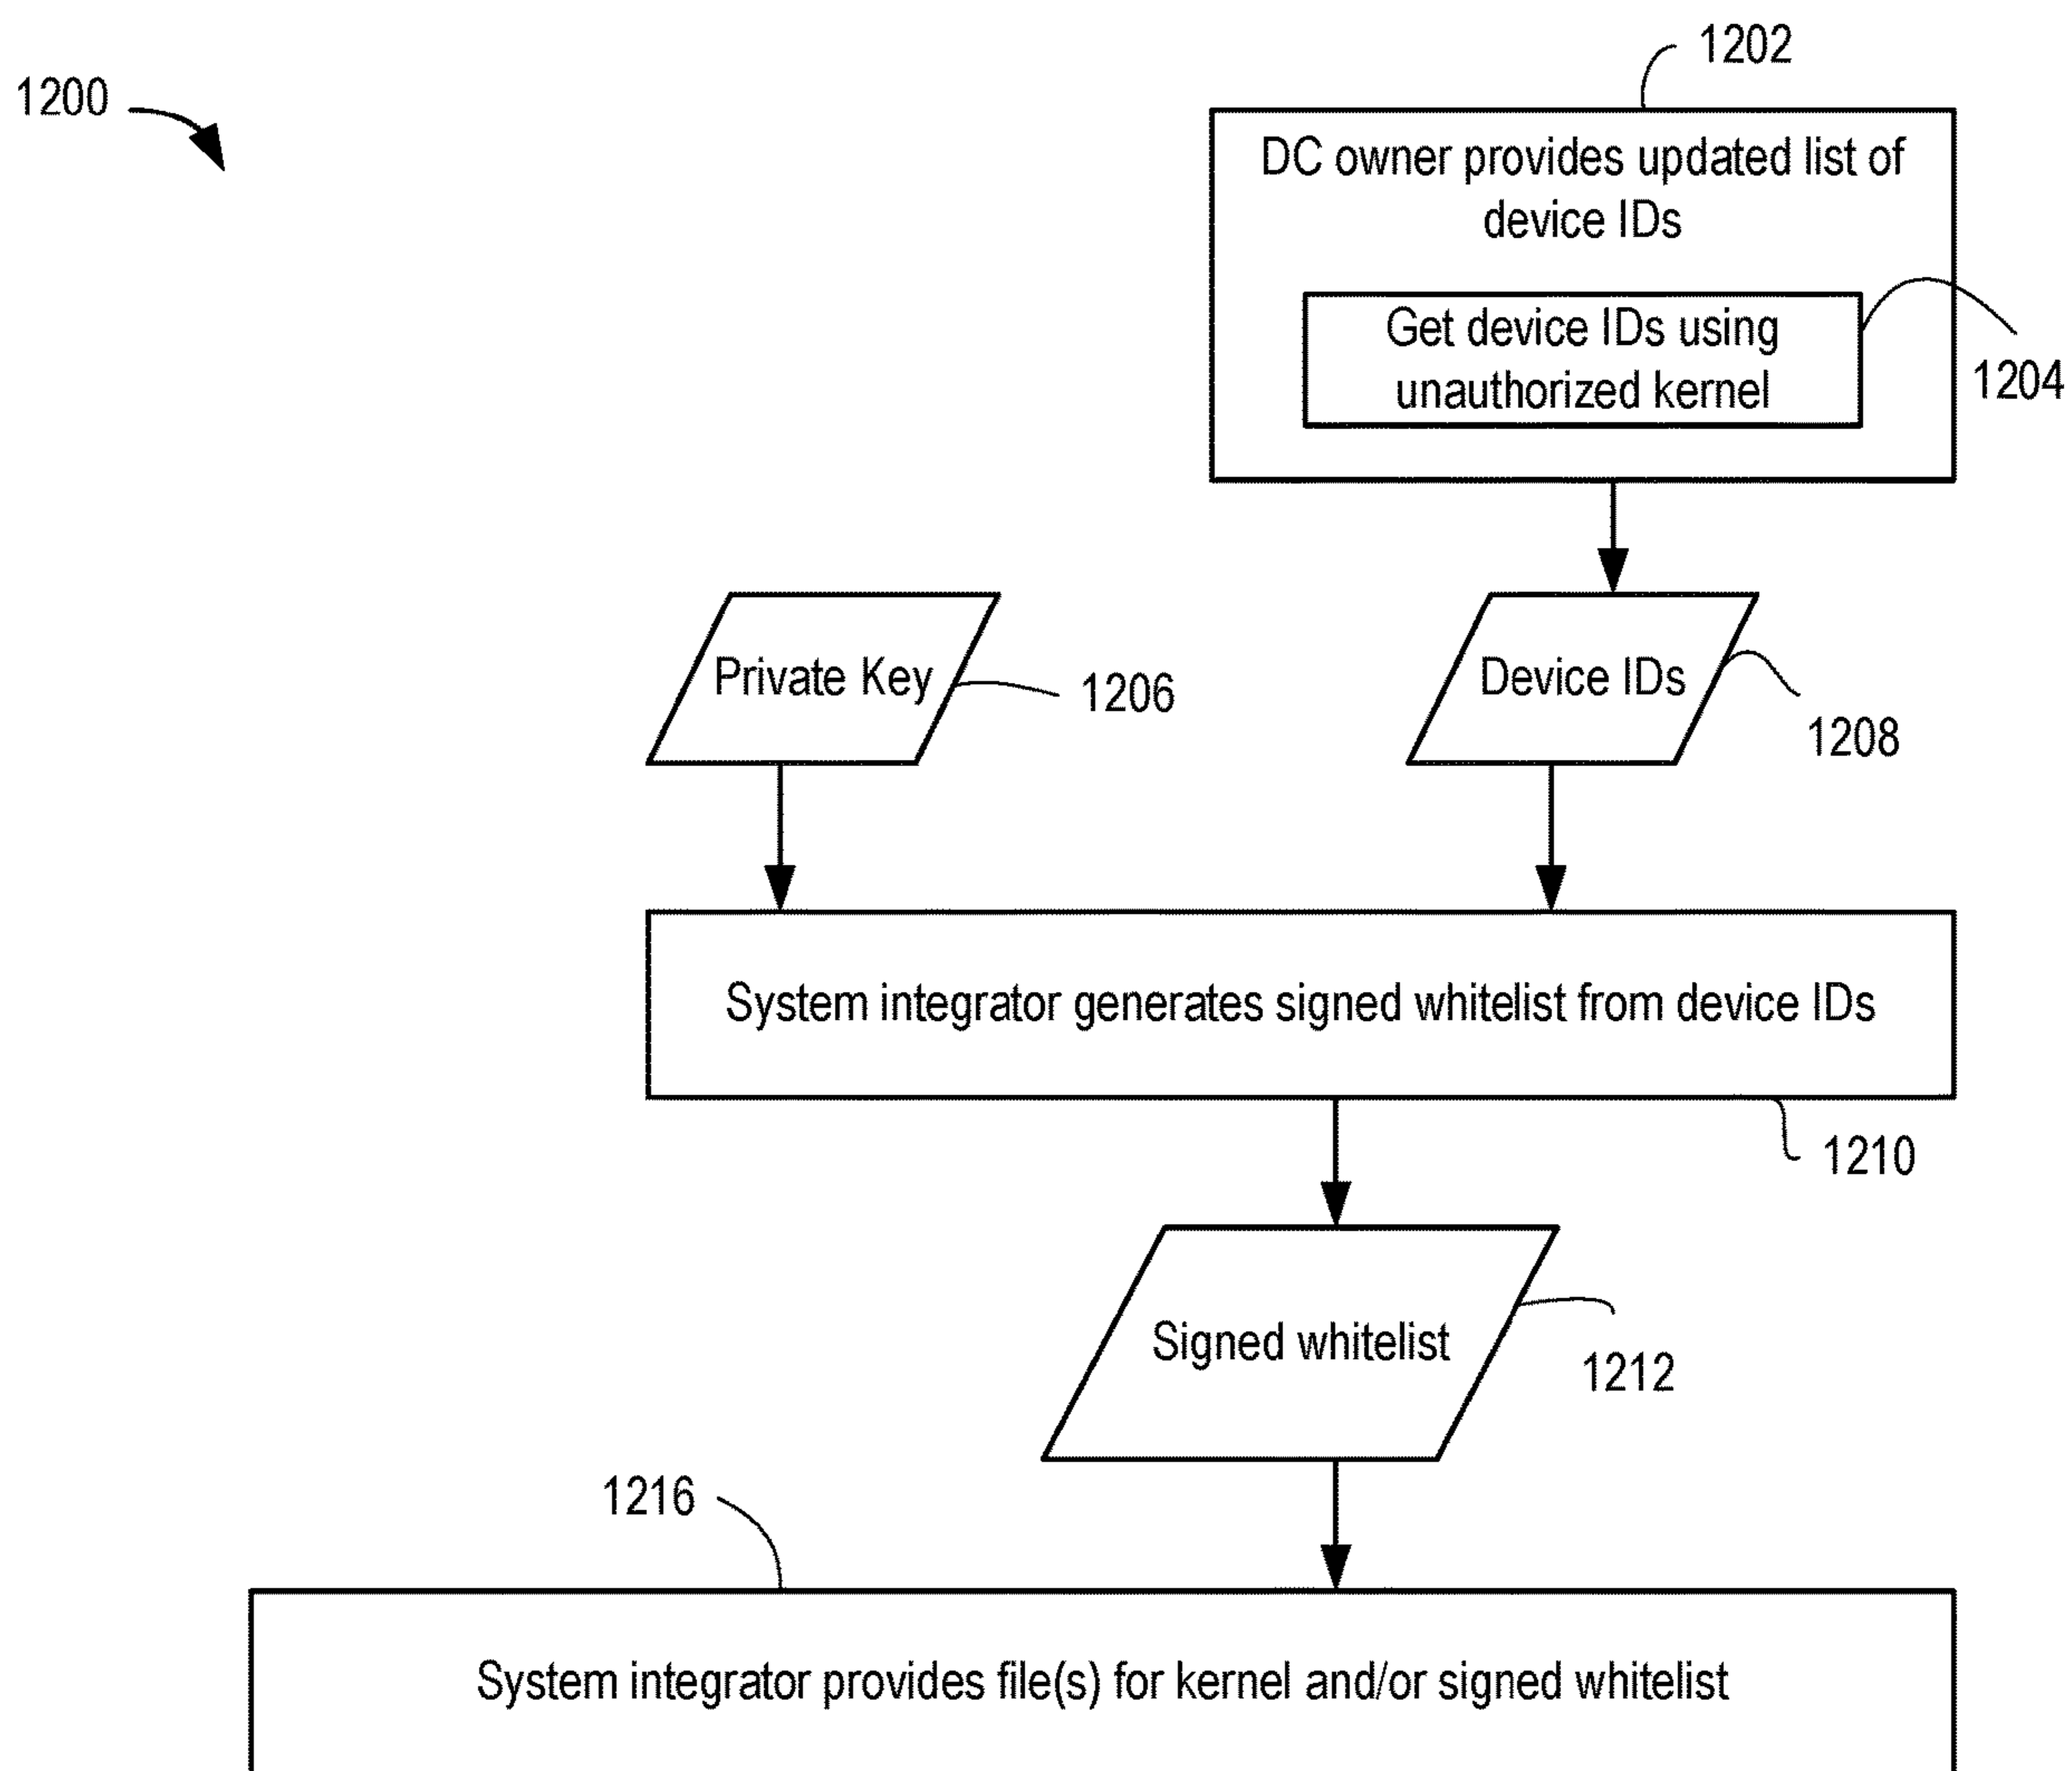 1202
1200
DC owner provides updated list of
device IDs
Get device IDs using
unauthorized kernel
1204
Private Key
1206
Device IDs
1208
System integrator generates signed whitelist from device IDs
1210
Signed whitelist
1212
1216
System integrator provides file(s) for kernel and/or signed whitelist